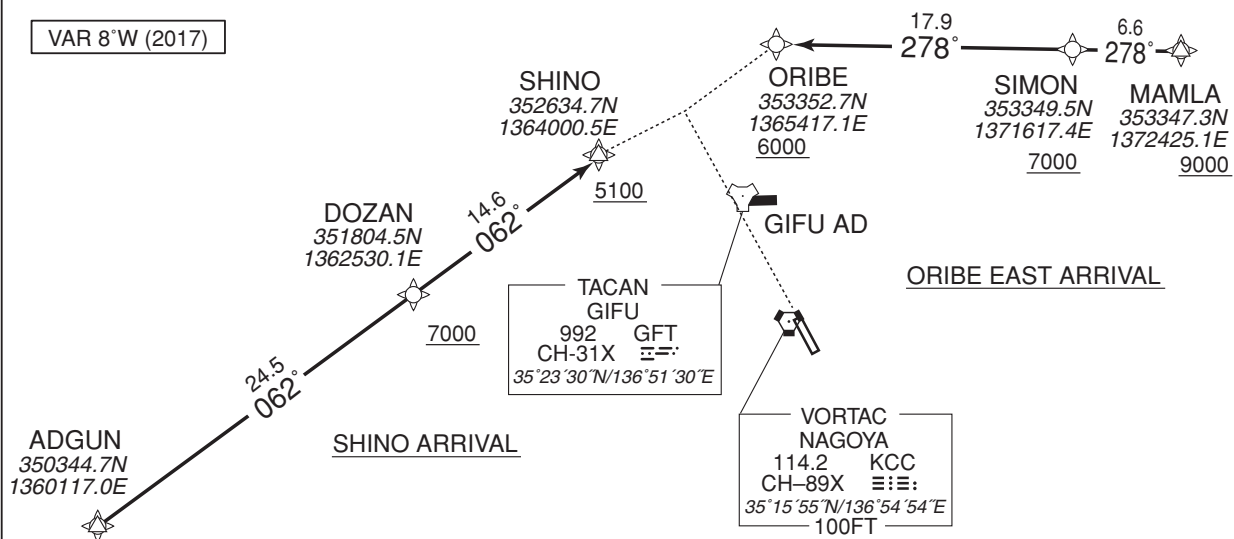 VAR 8°W (2017)
17.9
278°
6.6
278°
SHINO
352634.7N
1364000.5E
5100
ORIBE
353352.7N
1365417.1E
6000
SIMON
353349.5N
1371617.4E
7000
MAMLA
353347.3N
1372425.1E
9000
14.6
062°
DOZAN
351804.5N
1362530.1E
7000
GIFU AD
ORIBE EAST ARRIVAL
TACAN
GIFU
992 GFT
CH-31X
35°23′30″N/136°51′30″E
24.5
062°
SHINO ARRIVAL
ADGUN
350344.7N
1360117.0E
VORTAC
NAGOYA
114.2 KCC
CH–89X
35°15′55″N/136°54′54″E
100FT